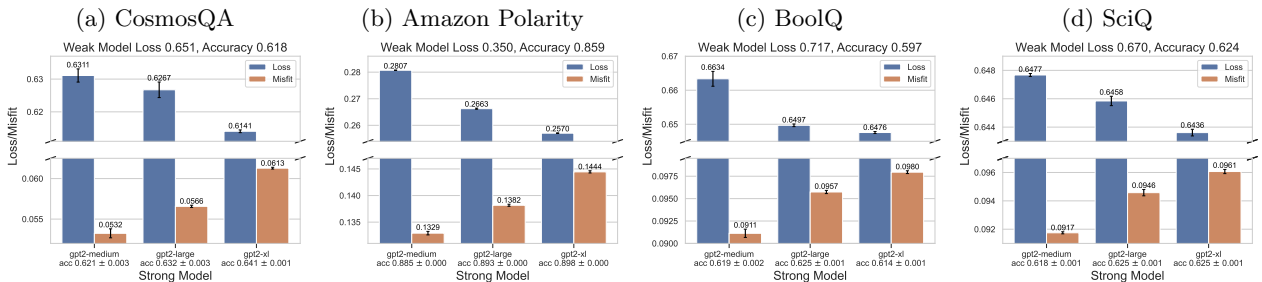 (a) CosmosQA
Weak Model Loss 0.651, Accuracy 0.618
Loss
Misfit
0.6311
0.6267
0.6141
0.63
0.62
Loss/Misfit
0.0532
0.0566
0.0613
0.060
0.055
gpt2-medium
acc 0.621 ± 0.003
gpt2-large
acc 0.632 ± 0.003
gpt2-xl
acc 0.641 ± 0.001
Strong Model
(b) Amazon Polarity
Weak Model Loss 0.350, Accuracy 0.859
Loss
Misfit
0.2807
0.2663
0.2570
0.28
0.27
0.26
Loss/Misfit
0.1329
0.1382
0.1444
0.145
0.140
0.135
gpt2-medium
acc 0.885 ± 0.000
gpt2-large
acc 0.893 ± 0.000
gpt2-xl
acc 0.898 ± 0.000
Strong Model
(c) BoolQ
Weak Model Loss 0.717, Accuracy 0.597
Loss
Misfit
0.6634
0.6497
0.6476
0.67
0.66
0.65
Loss/Misfit
0.0911
0.0957
0.0980
0.0975
0.0950
0.0925
0.0900
gpt2-medium
acc 0.619 ± 0.002
gpt2-large
acc 0.625 ± 0.001
gpt2-xl
acc 0.614 ± 0.001
Strong Model
(d) SciQ
Weak Model Loss 0.670, Accuracy 0.624
Loss
Misfit
0.6477
0.6458
0.6436
0.648
0.646
0.644
Loss/Misfit
0.0917
0.0946
0.0961
0.096
0.094
0.092
gpt2-medium
acc 0.618 ± 0.001
gpt2-large
acc 0.625 ± 0.001
gpt2-xl
acc 0.625 ± 0.001
Strong Model